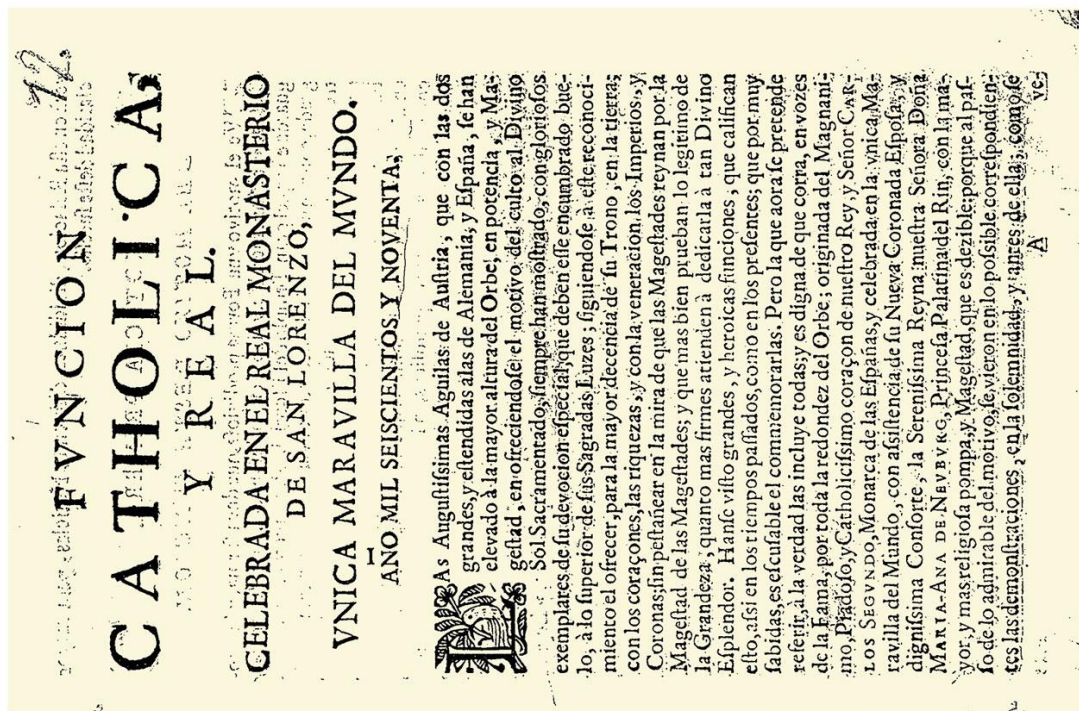 12.
FVNCION
CATHOLICA,
Y REAL.
CELEBRADA EN EL REAL MONASTERIO
DE SAN LORENZO,
VNICA MARAVILLA DEL MVNDO.
AÑO MIL SEISCIENTOS Y NOVENTA,
LAs Auguſtiſsimas Aguilas de Auſtria, que con las dos
grandes, y eſtendidas alas de Alemania, y Eſpaña, ſe han
elevado à la mayor altura del Orbe, en potencia, y Ma-
geſtad, en ofreciendoſe el motivo del culto al Divino
Sol Sacramentado, ſiempre han moſtrado, con glorioſos
exemplares de ſu devocion eſpecial, que deben eſſe encumbrado bue-
lo, à lo ſuperior de ſus Sagradas Luzes; ſiguiendoſe à eſte reconoci-
miento el ofrecer, para la mayor decencia de ſu Trono, en la tierra;
con los coraçones, las riquezas, y con la veneracion, los Imperios, y
Coronas; ſin peſtañear en la mira de que las Mageſtades reynan por la
Mageſtad de las Mageſtades; y que mas bien prueban lo legitimo de
la Grandeza, quanto mas firmes atienden à dedicarla à tan Divino
Eſplendor. Hanſe viſto grandes, y heroicas funciones, que califican
eſto, aſsi en los tiempos paſſados, como en los preſentes; que por muy
ſabidas, es eſcuſable el commemorarlas. Pero la que aora ſe pretende
referir, à la verdad las incluye todas; y es digna de que corra, en vozes
de la Fama, por toda la redondez del Orbe; originada del Magnani-
mo, Piadoſo, y Catholiciſsimo coraçon de nueſtro Rey, y Señor CAR-
LOS SEGVNDO, Monarca de las Eſpañas, y celebrada en la vnica Ma-
ravilla del Mundo, con aſsiſtencia de ſu Nueva Coronada Eſpoſa, y
digniſsima Conſorte, la Sereniſsima Reyna nueſtra Señora Doña
MARIA-ANA DE NEVBVRG, Princeſa Palatina del Rin, con la ma-
yor, y mas religioſa pompa, y Mageſtad, que es dezible; porque al paſ-
ſo de lo admirable del motivo, ſe vieron en lo poſsible correſpondien-
tes las demonſtraciones, en la ſolemnidad, y antes de ella; como ſe
A
ve.